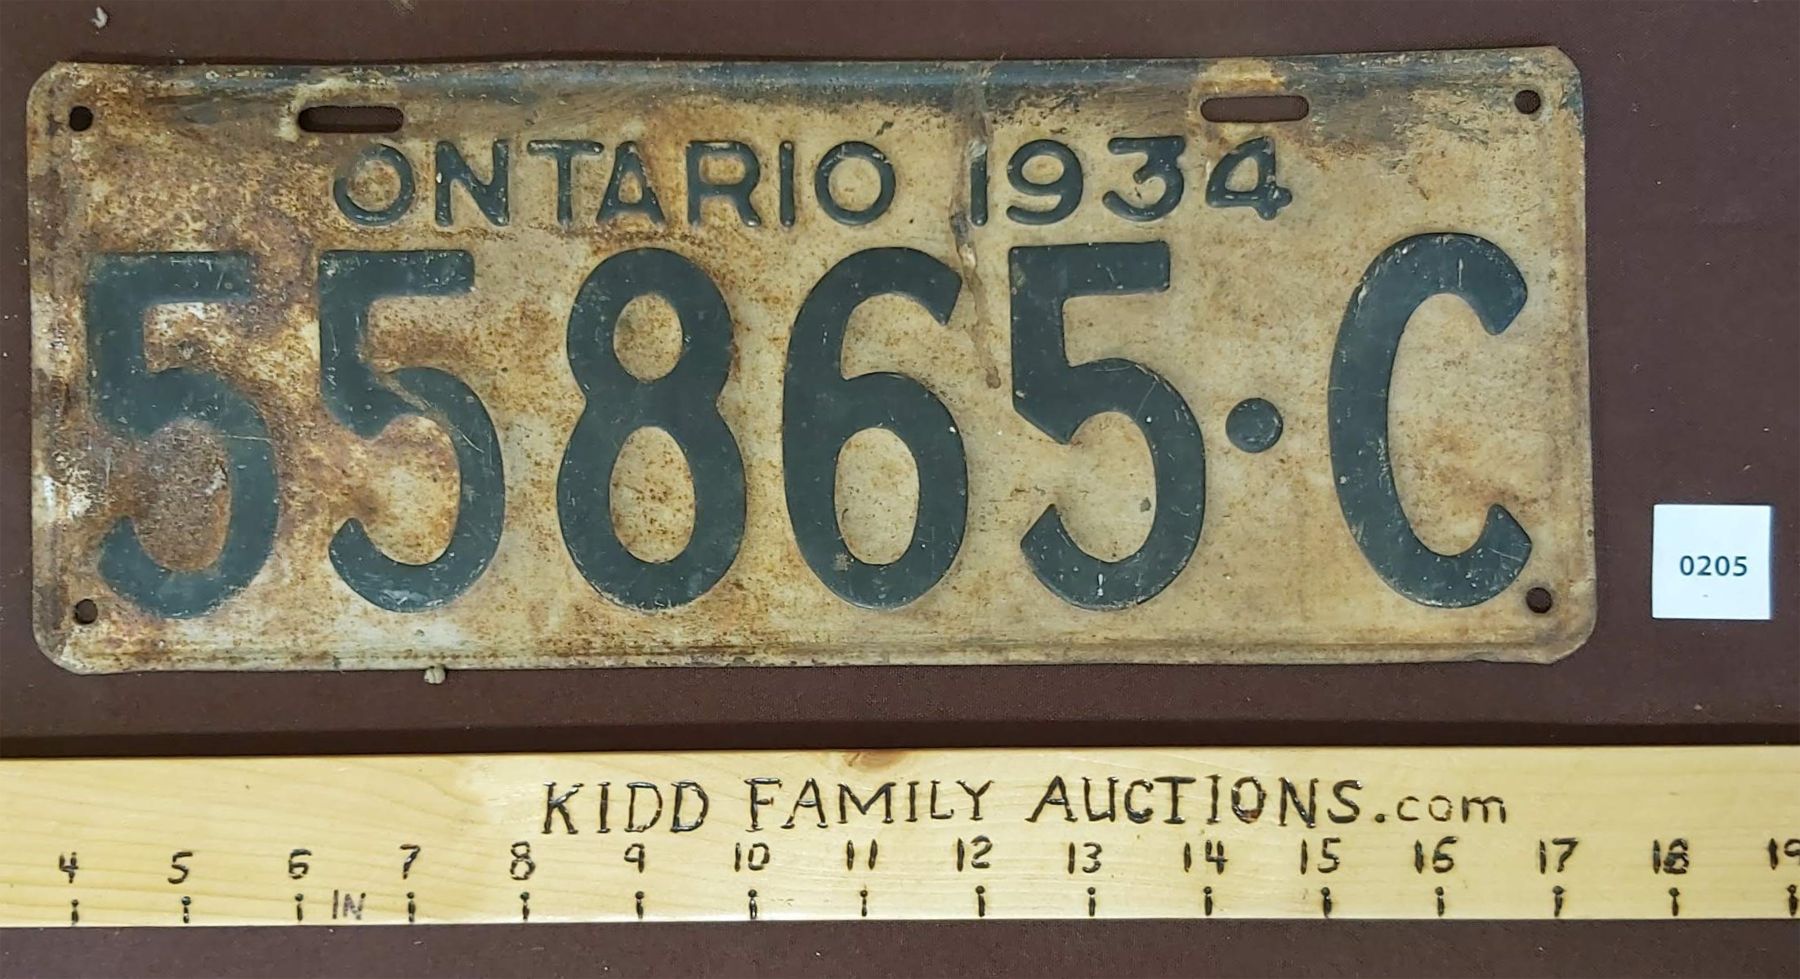 ONTARIO 1934
55865·C
0205
KIDD FAMILY AUCTIONS.com
4 5 6 7 8 9 10 11 12 13 14 15 16 17 18 19
IN